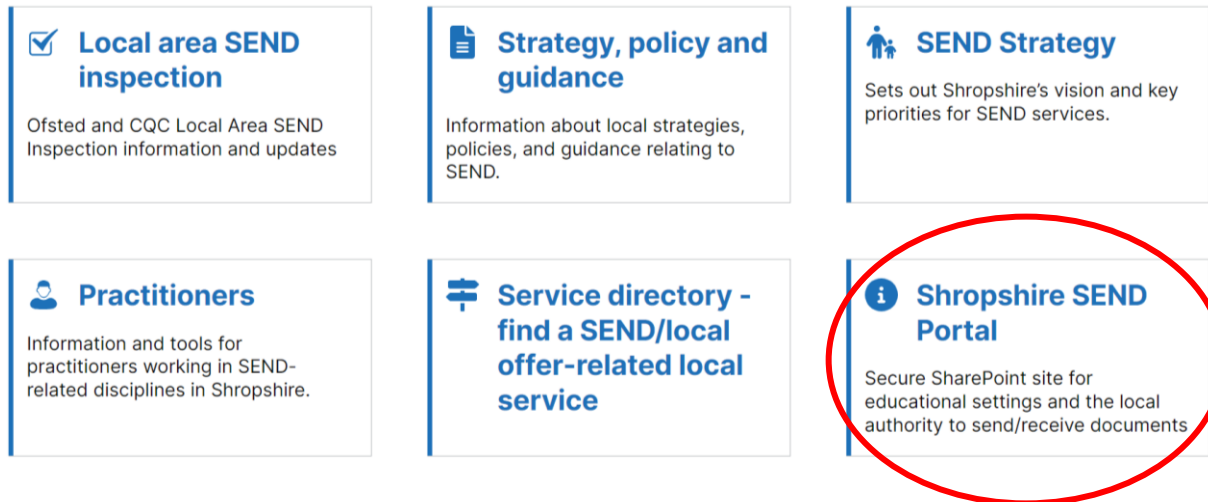 Local area SEND
inspection
Ofsted and CQC Local Area SEND
Inspection information and updates
Strategy, policy and
guidance
Information about local strategies,
policies, and guidance relating to
SEND.
SEND Strategy
Sets out Shropshire’s vision and key
priorities for SEND services.
Practitioners
Information and tools for
practitioners working in SEND-
related disciplines in Shropshire.
Service directory -
find a SEND/local
offer-related local
service
Shropshire SEND
Portal
Secure SharePoint site for
educational settings and the local
authority to send/receive documents